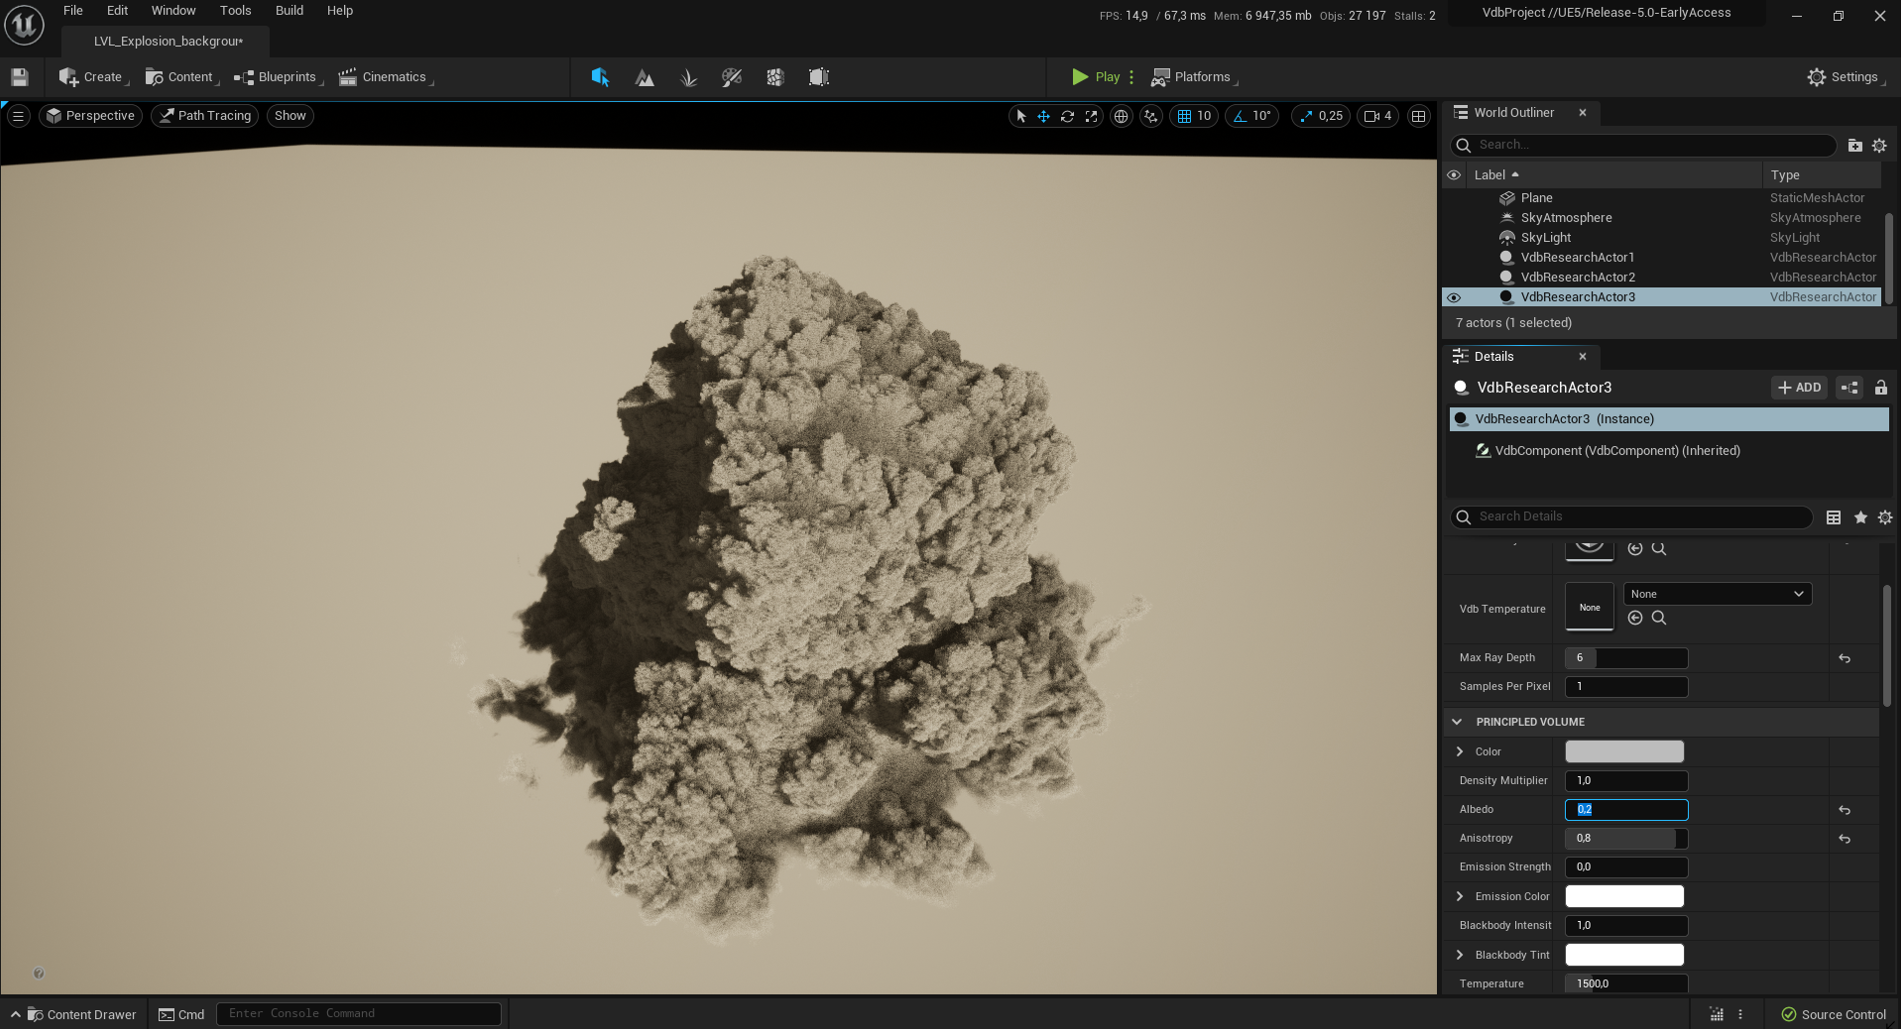 File Edit Window Tools Build Help
FPS: 14,9 / 67,3 ms Mem: 6 947,35 mb Objs: 27 197 Stalls: 2
VdbProject //UE5/Release-5.0-EarlyAccess
LVL_Explosion_backgrour*
Create Content Blueprints Cinematics Play Platforms Settings
Perspective Path Tracing Show 10 10° 0,25 4
World Outliner
Search...
Label Type
Plane StaticMeshActor
SkyAtmosphere SkyAtmosphere
SkyLight SkyLight
VdbResearchActor1 VdbResearchActor
VdbResearchActor2 VdbResearchActor
VdbResearchActor3 VdbResearchActor
7 actors (1 selected)
Details
VdbResearchActor3 ADD
VdbResearchActor3 (Instance)
VdbComponent (VdbComponent) (Inherited)
Search Details
Vdb Temperature None None
Max Ray Depth 6
Samples Per Pixel 1
PRINCIPLED VOLUME
Color
Density Multiplier 1,0
Albedo 0,2
Anisotropy 0,8
Emission Strength 0,0
Emission Color
Blackbody Intensit 1,0
Blackbody Tint
Temperature 1500,0
Content Drawer Cmd Enter Console Command Source Control